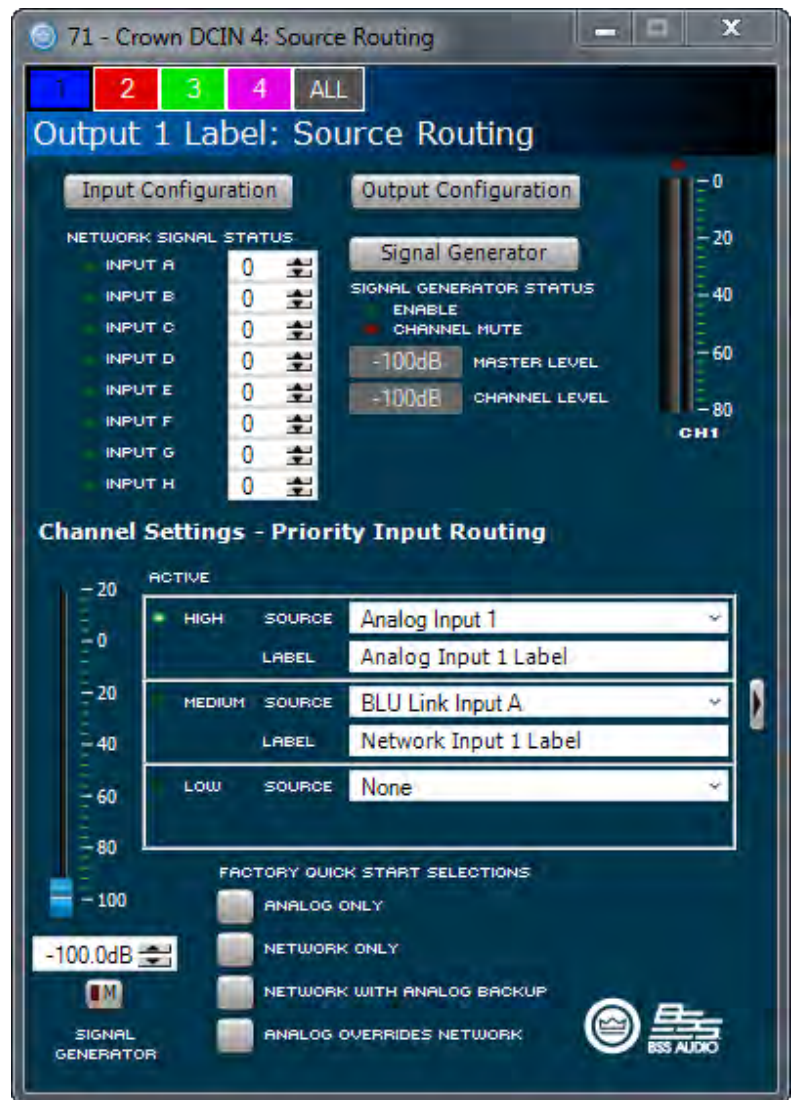 71 - Crown DCIN 4: Source Routing
X
1 2 3 4 ALL
Output 1 Label: Source Routing
Input Configuration
Output Configuration
NETWORK SIGNAL STATUS
INPUT A 0
INPUT B 0
INPUT C 0
INPUT D 0
INPUT E 0
INPUT F 0
INPUT G 0
INPUT H 0
Signal Generator
SIGNAL GENERATOR STATUS
ENABLE
CHANNEL MUTE
-100dB MASTER LEVEL
-100dB CHANNEL LEVEL
0
20
40
60
80
CH1
Channel Settings - Priority Input Routing
20
0
20
40
60
80
100
-100.0dB
M
SIGNAL
GENERATOR
ACTIVE
HIGH SOURCE Analog Input 1
LABEL Analog Input 1 Label
MEDIUM SOURCE BLU Link Input A
LABEL Network Input 1 Label
LOW SOURCE None
FACTORY QUICK START SELECTIONS
ANALOG ONLY
NETWORK ONLY
NETWORK WITH ANALOG BACKUP
ANALOG OVERRIDES NETWORK
BSS
BSS AUDIO